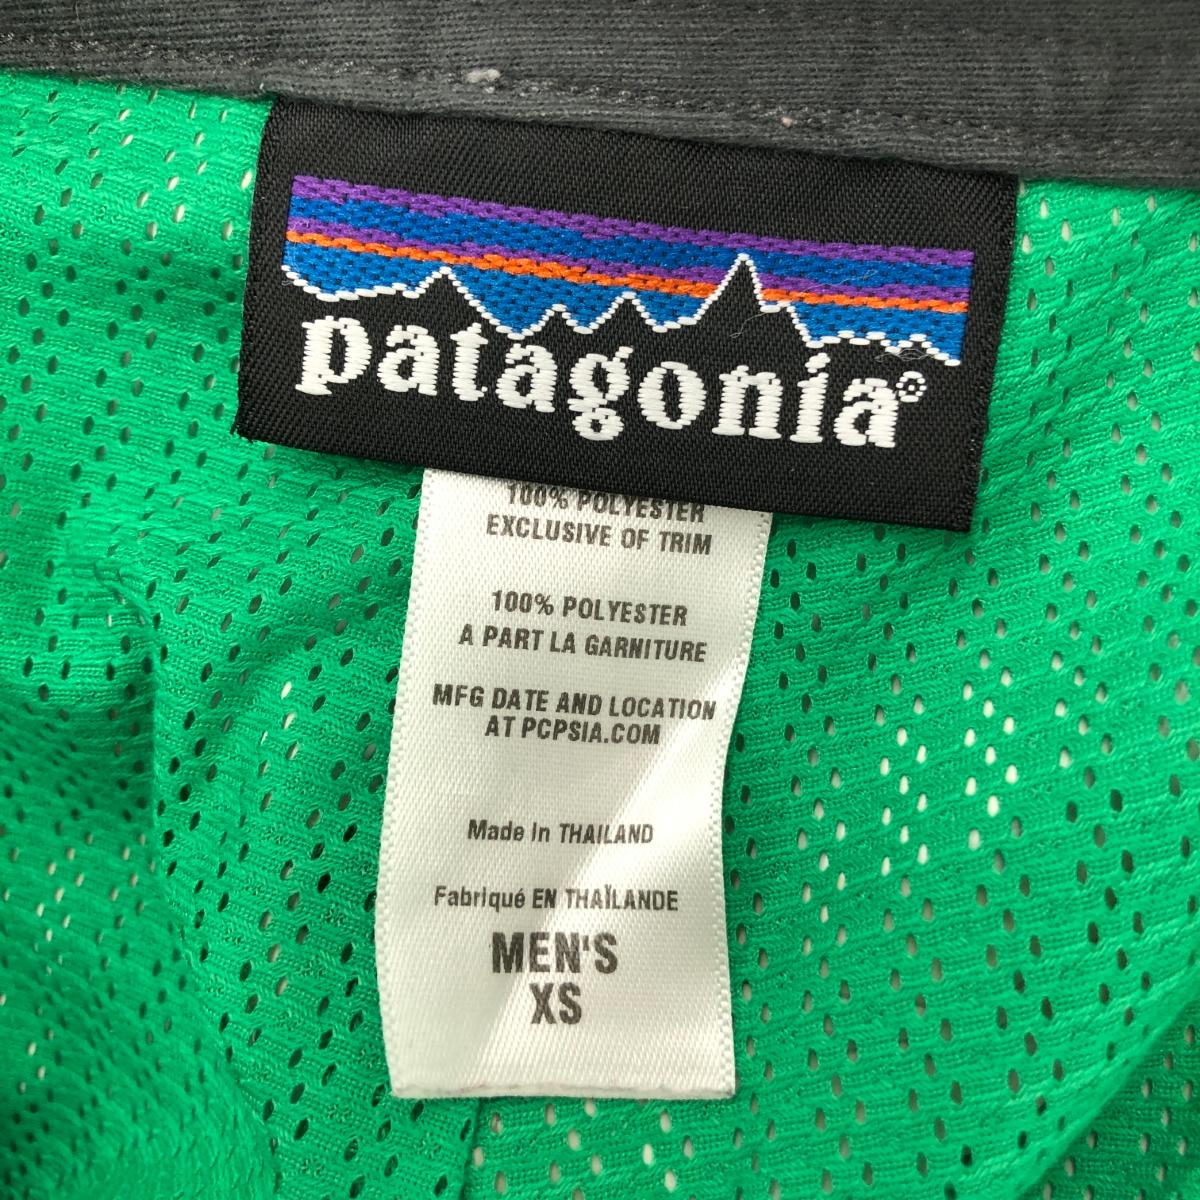 patagonia®
100% POLYESTER
EXCLUSIVE OF TRIM
100% POLYESTER
A PART LA GARNITURE
MFG DATE AND LOCATION
AT PCPSIA.COM
Made In THAILAND
Fabriqué EN THAÏLANDE
MEN'S
XS